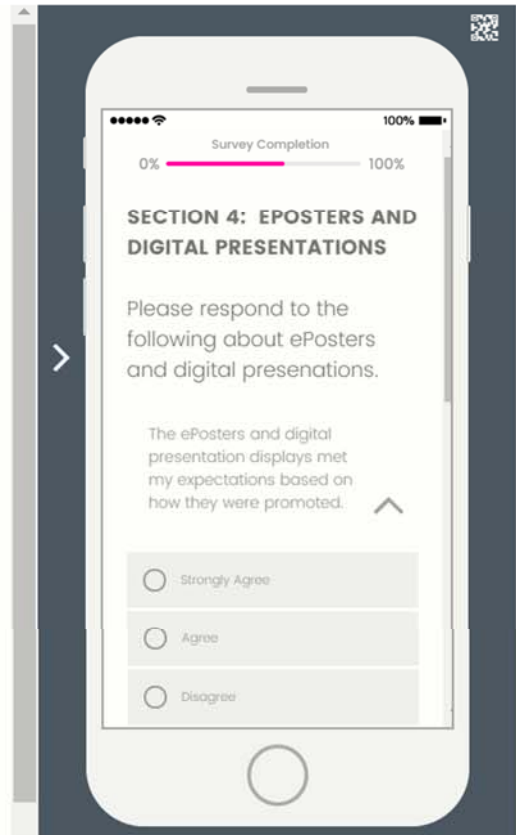 100%
Survey Completion
0% 100%
SECTION 4: EPOSTERS AND
DIGITAL PRESENTATIONS
Please respond to the
following about ePosters
and digital presenations.
The ePosters and digital
presentation displays met
my expectations based on
how they were promoted.
Strongly Agree
Agree
Disagree